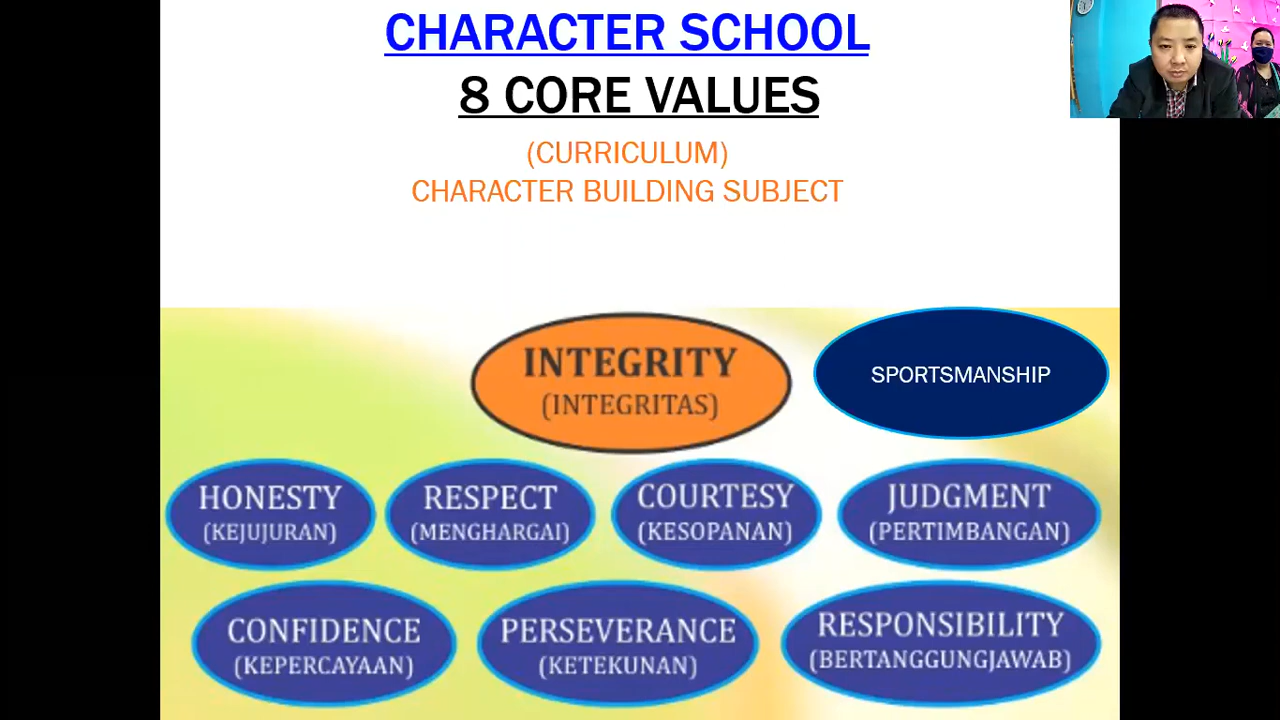 CHARACTER SCHOOL
8 CORE VALUES
(CURRICULUM)
CHARACTER BUILDING SUBJECT
INTEGRITY
(INTEGRITAS)
SPORTSMANSHIP
HONESTY
(KEJUJURAN)
RESPECT
(MENGHARGAI)
COURTESY
(KESOPANAN)
JUDGMENT
(PERTIMBANGAN)
CONFIDENCE
(KEPERCAYAAN)
PERSEVERANCE
(KETEKUNAN)
RESPONSIBILITY
(BERTANGGUNGJAWAB)